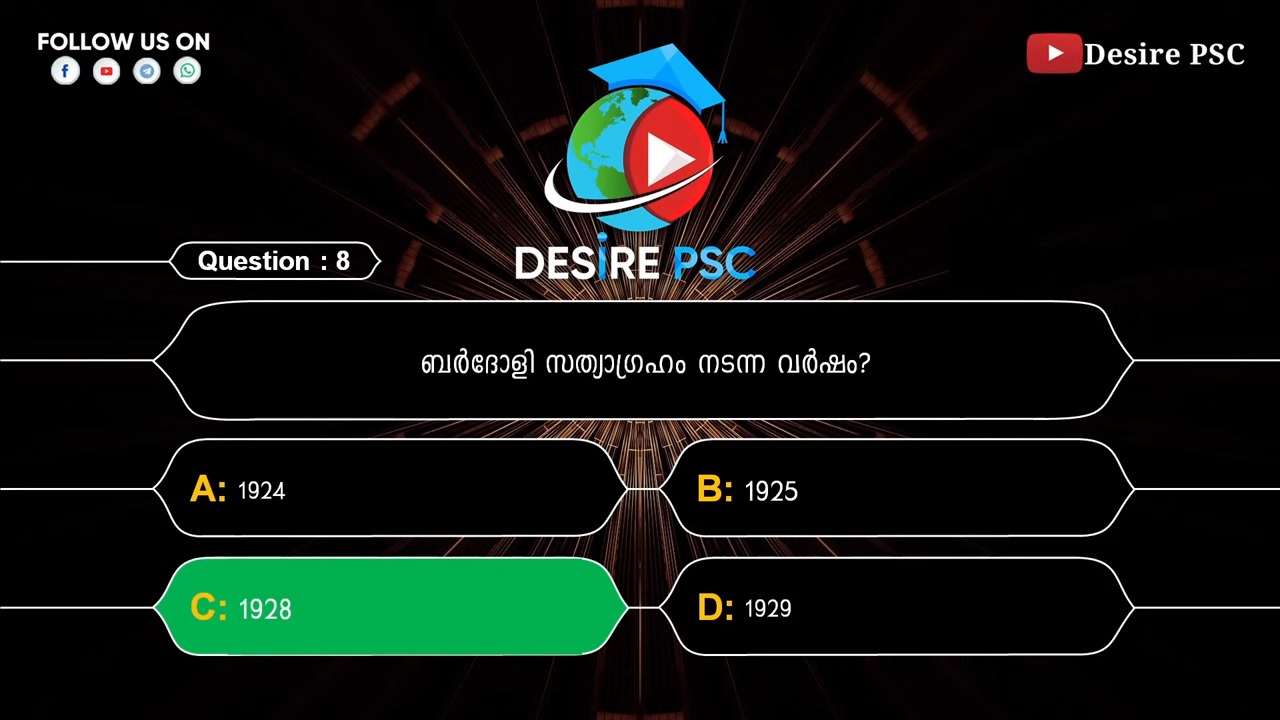 FOLLOW US ON
Desire PSC
DESIRE PSC
Question : 8
ബർദോളി സത്യാഗ്രഹം നടന്ന വർഷം?
A: 1924
B: 1925
C: 1928
D: 1929